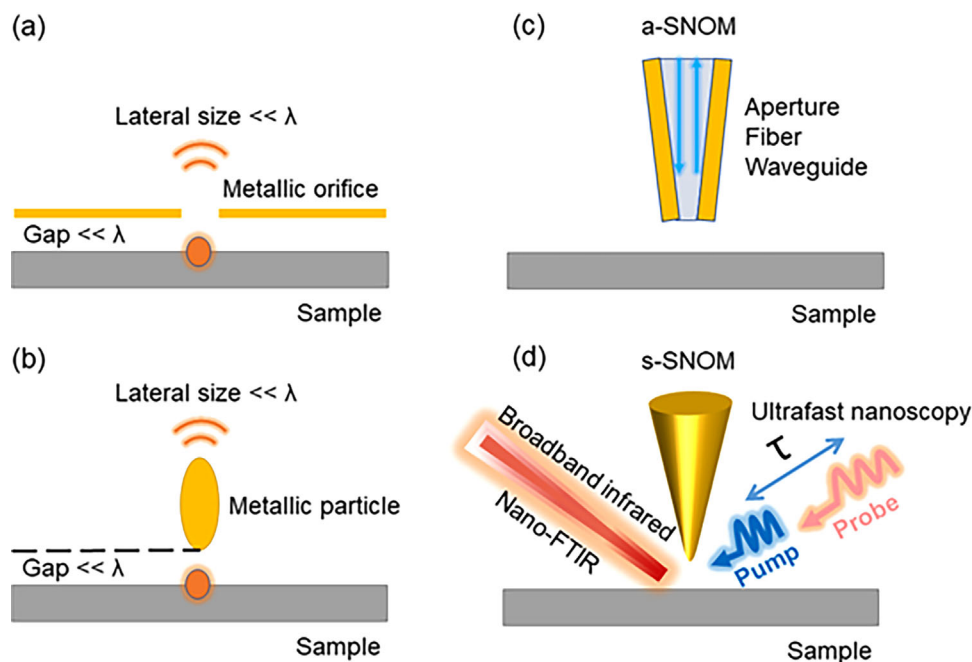 (a)
Lateral size << λ
Metallic orifice
Gap << λ
Sample
(b)
Lateral size << λ
Metallic particle
Gap << λ
Sample
(c)
a-SNOM
Aperture
Fiber
Waveguide
Sample
(d)
s-SNOM
Broadband infrared
Nano-FTIR
Ultrafast nanoscopy
τ
Probe
Pump
Sample